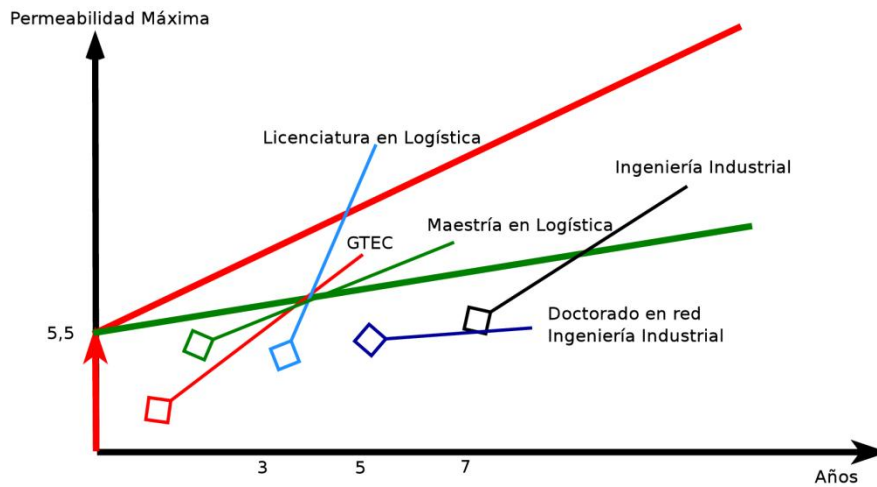 Permeabilidad Máxima
Licenciatura en Logística
Ingeniería Industrial
Maestría en Logística
GTEC
Doctorado en red
Ingeniería Industrial
5,5
3
5
7
Años